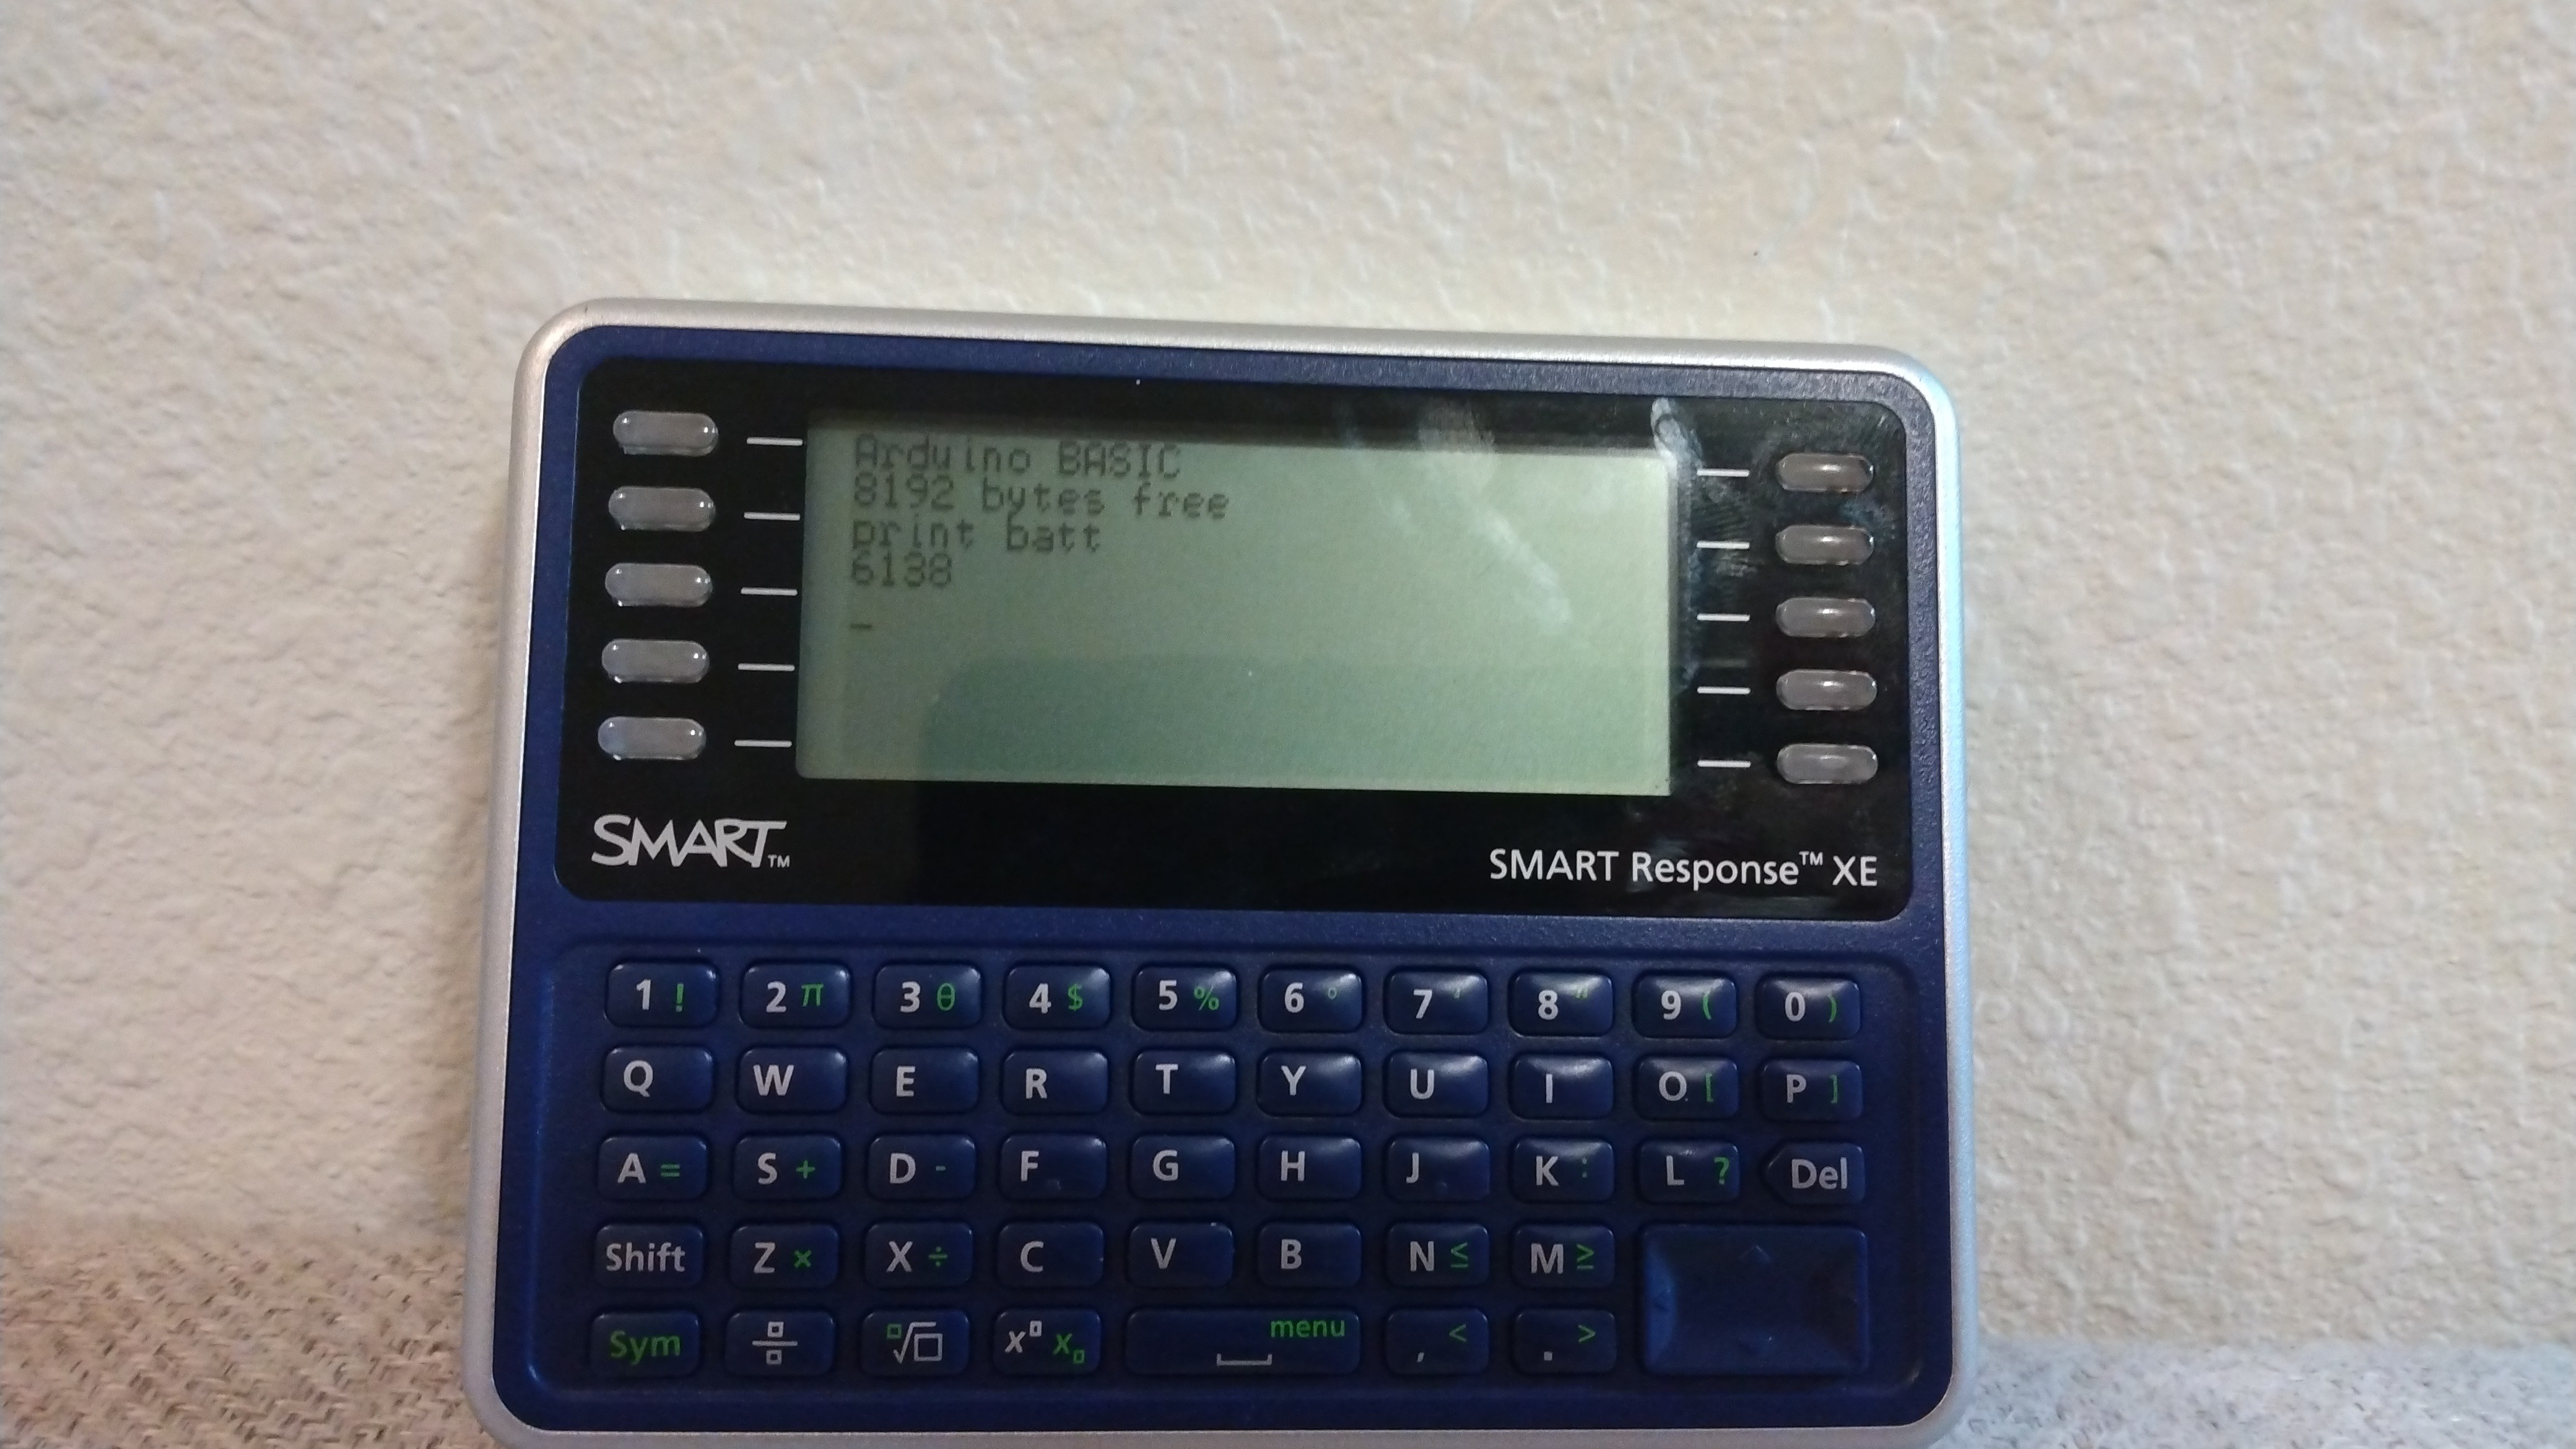 Arduino BASIC
8192 bytes free
print batt
6138
_
SMART™
SMART Response™ XE
1 ! 2 π 3 θ 4 $ 5 % 6 ° 7 ' 8 " 9 ( 0 )
Q W E R T Y U I O [ P ]
A = S + D - F G H J K : L ? Del
Shift Z × X ÷ C V B N ≤ M ≥
Sym √ x x menu , < . >